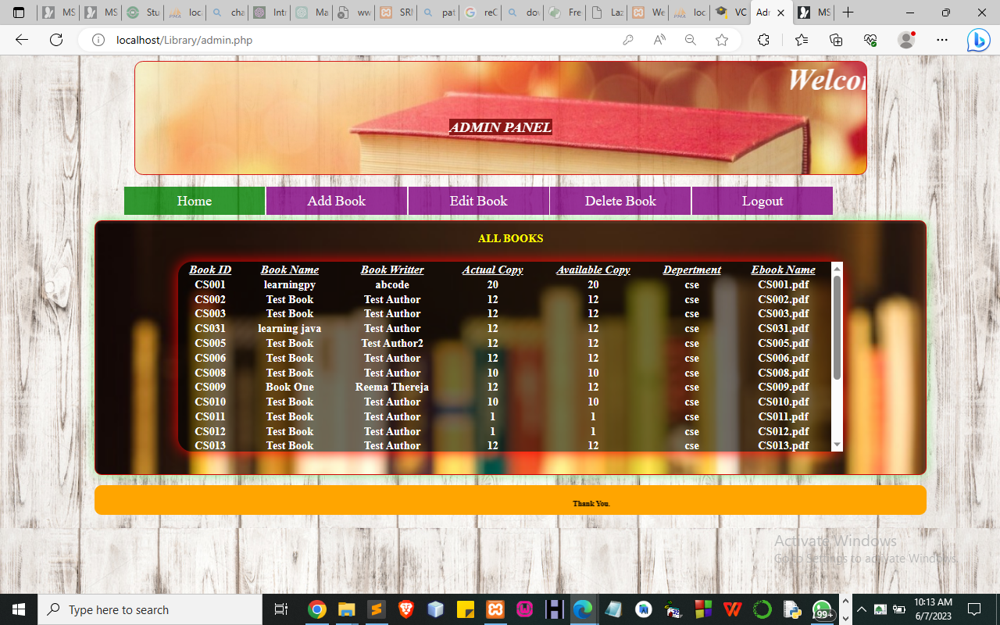 MS
MS
Stu
loc
cha
Intr
Ma
ww
SRM
pat
reC
dov
Fre
Laz
We
loc
VC
Adr
MS
localhost/Library/admin.php
Welco
ADMIN PANEL
Home Add Book Edit Book Delete Book Logout
ALL BOOKS
Book ID Book Name Book Writter Actual Copy Available Copy Depertment Ebook Name
CS001 learningpy abcode 20 20 cse CS001.pdf
CS002 Test Book Test Author 12 12 cse CS002.pdf
CS003 Test Book Test Author 12 12 cse CS003.pdf
CS031 learning java Test Author 12 12 cse CS031.pdf
CS005 Test Book Test Author2 12 12 cse CS005.pdf
CS006 Test Book Test Author 12 12 cse CS006.pdf
CS008 Test Book Test Author 10 10 cse CS008.pdf
CS009 Book One Reema Thereja 12 12 cse CS009.pdf
CS010 Test Book Test Author 10 10 cse CS010.pdf
CS011 Test Book Test Author 1 1 cse CS011.pdf
CS012 Test Book Test Author 1 1 cse CS012.pdf
CS013 Test Book Test Author 12 12 cse CS013.pdf
Thank You.
Activate Windows
Go to Settings to activate Windows.
Type here to search
99+
10:13 AM
6/7/2023